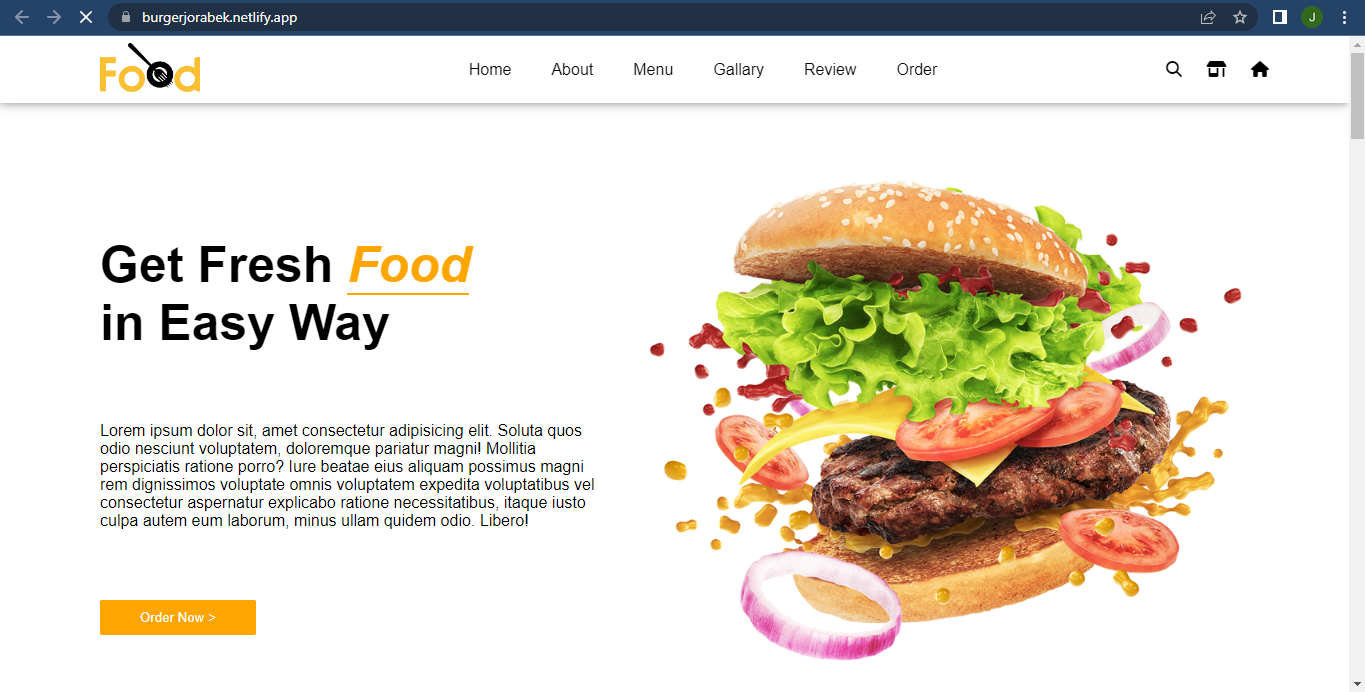 burgerjorabek.netlify.app
J
Food
Home About Menu Gallary Review Order
Get Fresh Food
in Easy Way
Lorem ipsum dolor sit, amet consectetur adipisicing elit. Soluta quos
odio nesciunt voluptatem, doloremque pariatur magni! Mollitia
perspiciatis ratione porro? Iure beatae eius aliquam possimus magni
rem dignissimos voluptate omnis voluptatem expedita voluptatibus vel
consectetur aspernatur explicabo ratione necessitatibus, itaque iusto
culpa autem eum laborum, minus ullam quidem odio. Libero!
Order Now >